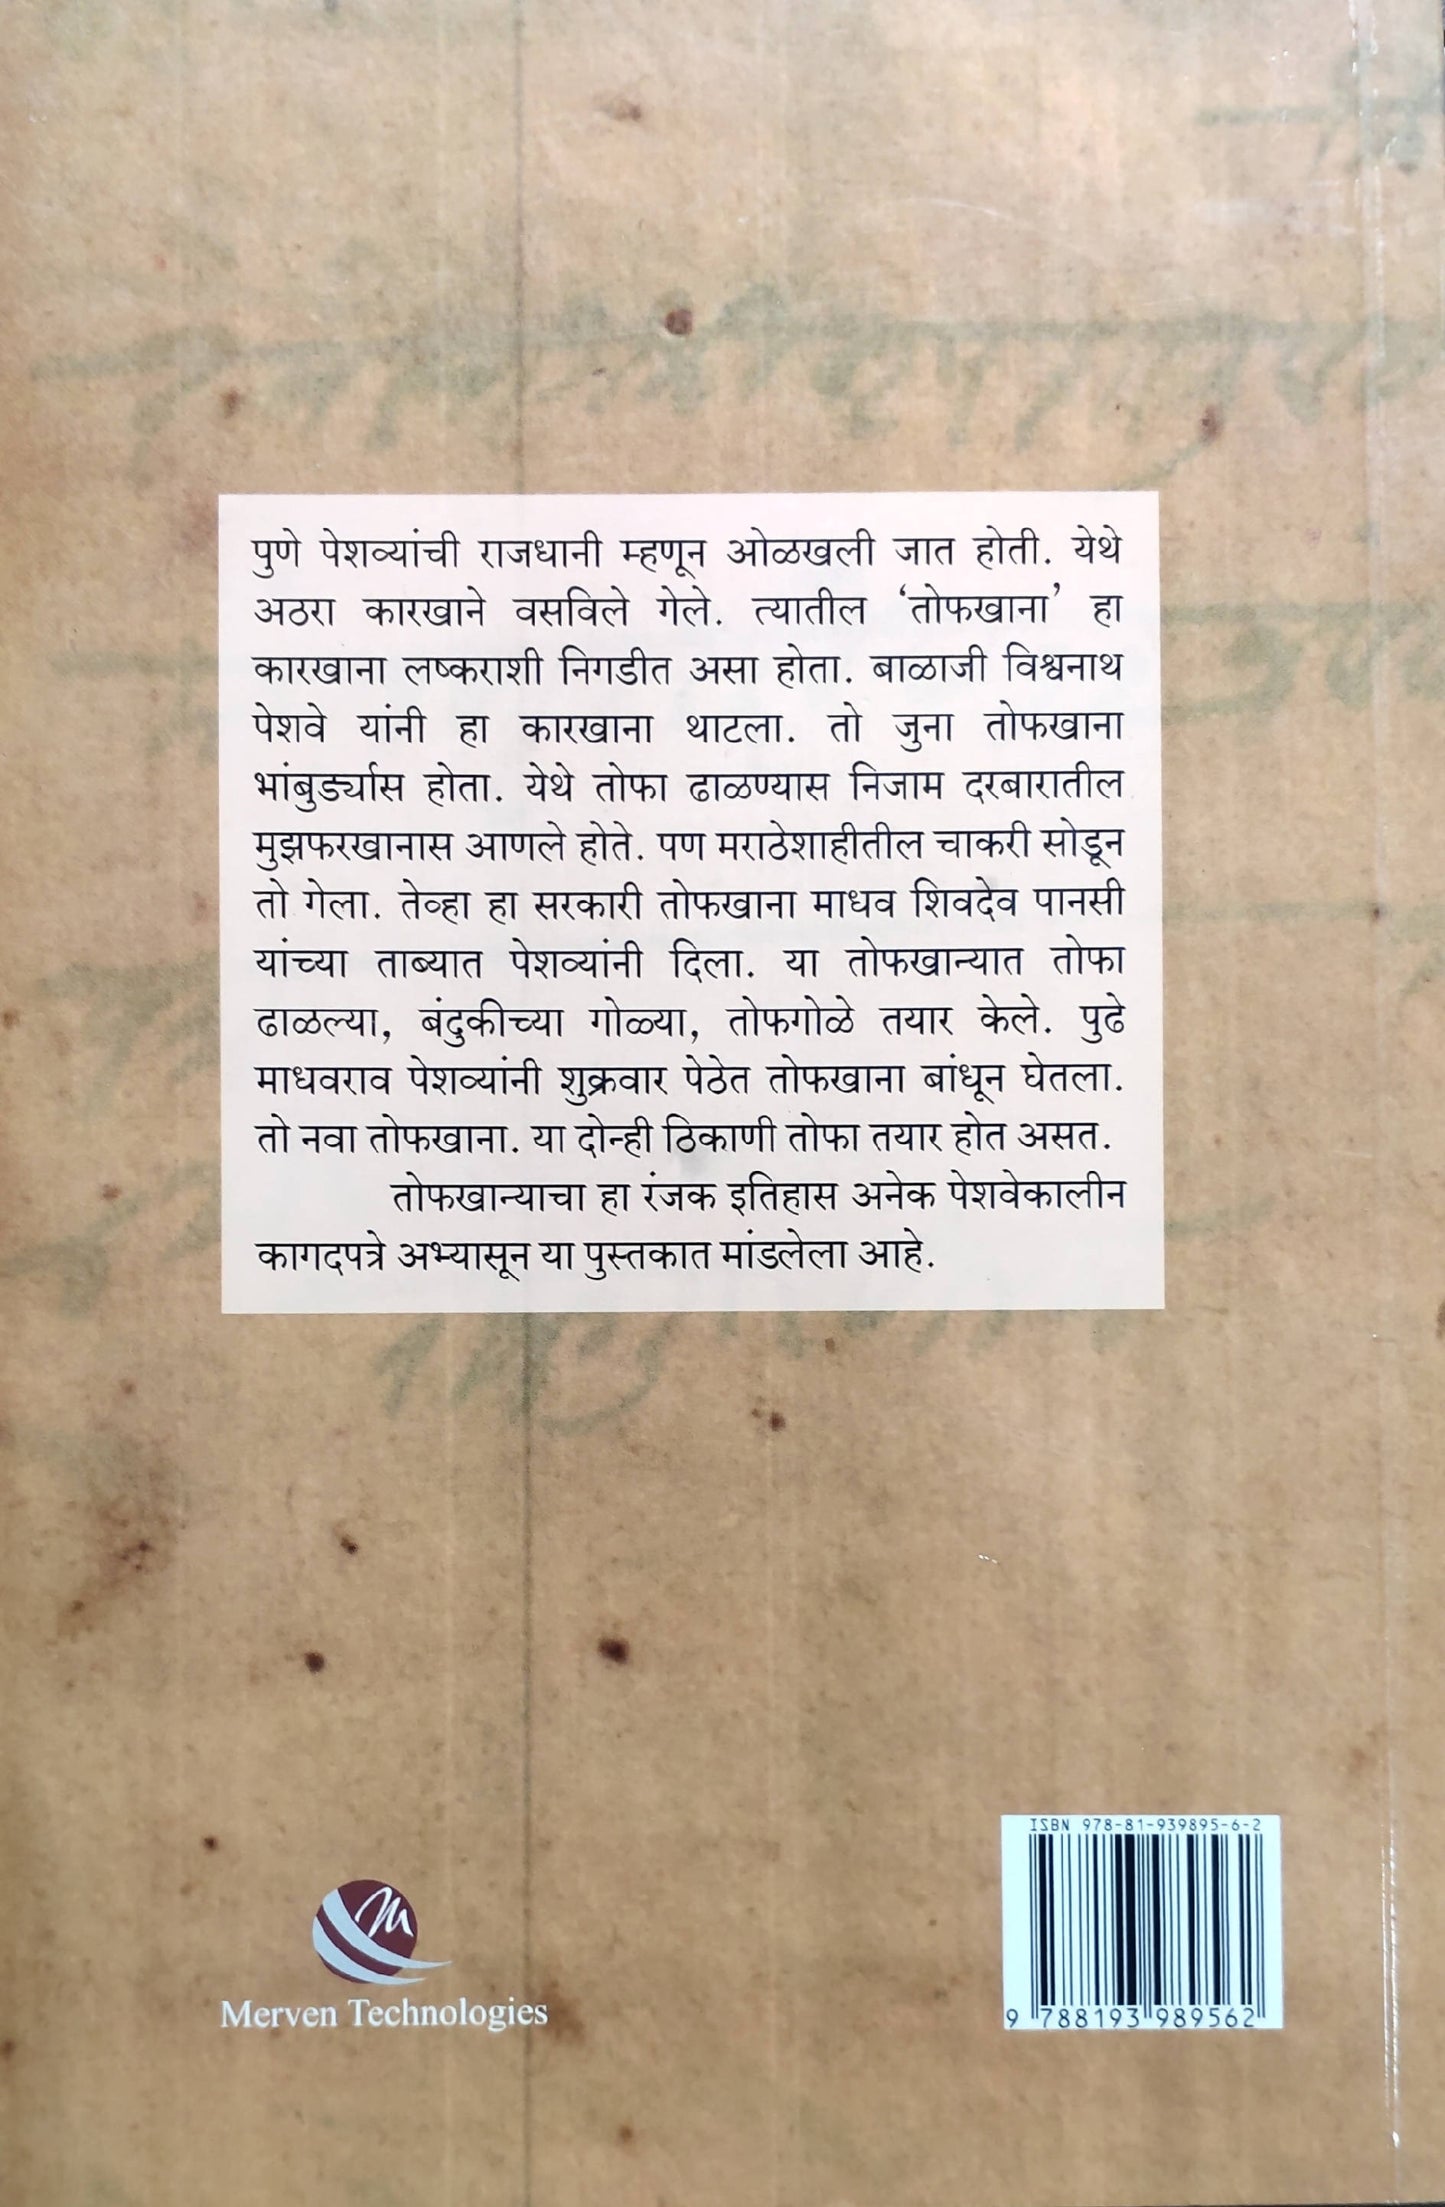 पुणे पेशव्यांची राजधानी म्हणून ओळखली जात होती. येथे
अठरा कारखाने वसविले गेले. त्यातील ‘तोफखाना’ हा
कारखाना लष्कराशी निगडीत असा होता. बाळाजी विश्वनाथ
पेशवे यांनी हा कारखाना थाटला. तो जुना तोफखाना
भांबुर्ड्यास होता. येथे तोफा ढाळण्यास निजाम दरबारातील
मुझफरखानास आणले होते. पण मराठेशाहीतील चाकरी सोडून
तो गेला. तेव्हा हा सरकारी तोफखाना माधव शिवदेव पानसी
यांच्या ताब्यात पेशव्यांनी दिला. या तोफखान्यात तोफा
ढाळल्या, बंदुकीच्या गोळ्या, तोफगोळे तयार केले. पुढे
माधवराव पेशव्यांनी शुक्रवार पेठेत तोफखाना बांधून घेतला.
तो नवा तोफखाना. या दोन्ही ठिकाणी तोफा तयार होत असत.
तोफखान्याचा हा रंजक इतिहास अनेक पेशवेकालीन
कागदपत्रे अभ्यासून या पुस्तकात मांडलेला आहे.
ISBN 978-81-939895-6-2
9 788193 989562
M
Merven Technologies